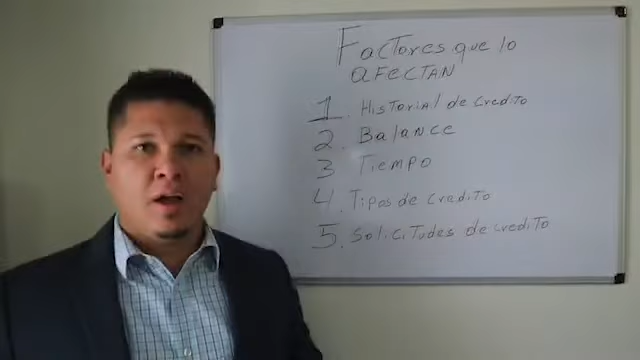 Factores que lo
aFecTAN
1. Historial de credito
2. Balance
3 Tiempo
4. Tipos de credito
5. Solicitudes de credito